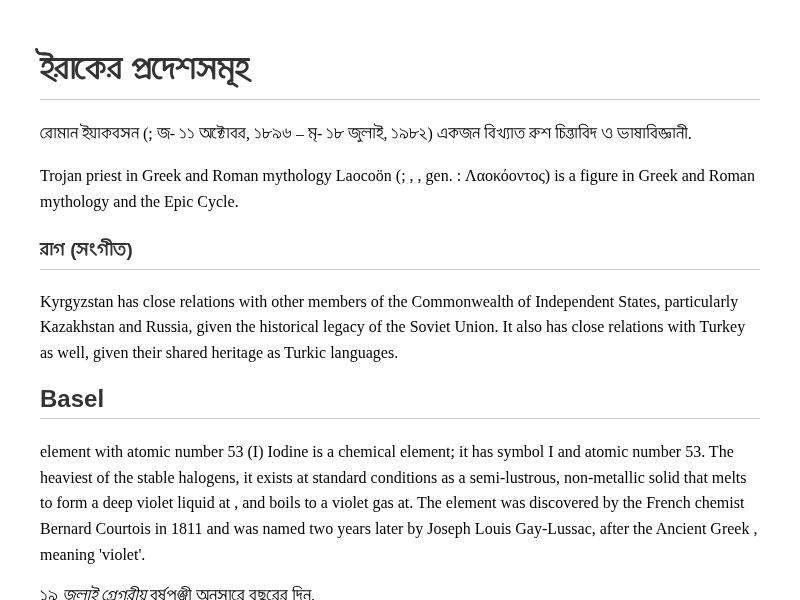 ইরাকের প্রদেশসমূহ
রোমান ইয়াকবসন (; জ- ১১ অক্টোবর, ১৮৯৬ – মৃ- ১৮ জুলাই, ১৯৮২) একজন বিখ্যাত রুশ চিন্তাবিদ ও ভাষাবিজ্ঞানী.
Trojan priest in Greek and Roman mythology Laocoön (; , , gen. : Λαοκόοντος) is a figure in Greek and Roman
mythology and the Epic Cycle.
রাগ (সংগীত)
Kyrgyzstan has close relations with other members of the Commonwealth of Independent States, particularly
Kazakhstan and Russia, given the historical legacy of the Soviet Union. It also has close relations with Turkey
as well, given their shared heritage as Turkic languages.
Basel
element with atomic number 53 (I) Iodine is a chemical element; it has symbol I and atomic number 53. The
heaviest of the stable halogens, it exists at standard conditions as a semi-lustrous, non-metallic solid that melts
to form a deep violet liquid at , and boils to a violet gas at. The element was discovered by the French chemist
Bernard Courtois in 1811 and was named two years later by Joseph Louis Gay-Lussac, after the Ancient Greek ,
meaning 'violet'.
১৯ জুলাই গ্রেগরীয় বর্ষপঞ্জী অনুসারে বছরের দিন.